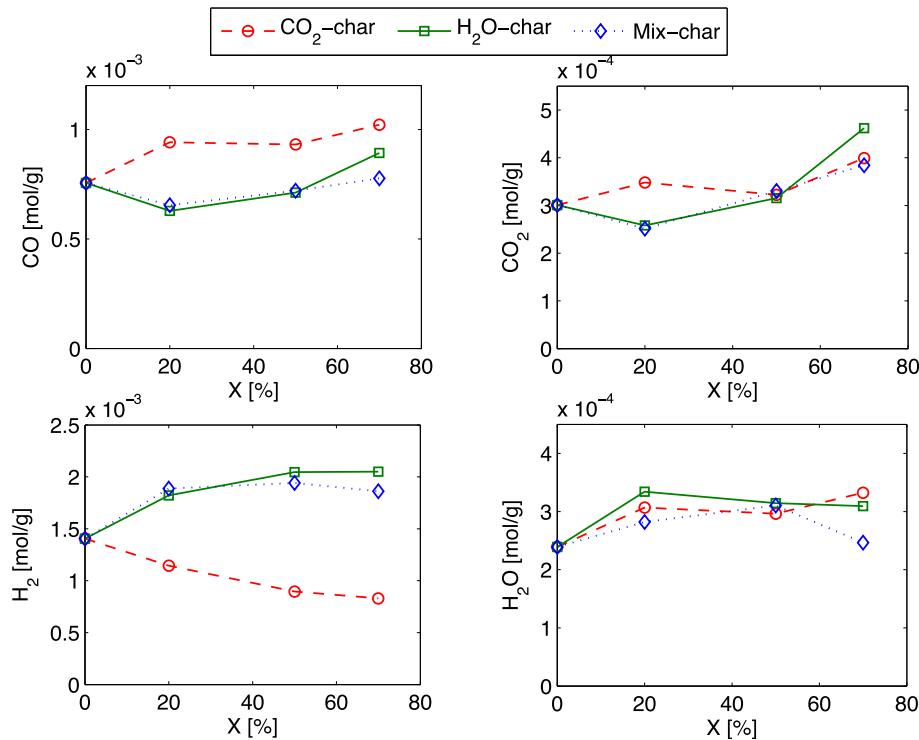 CO2−char H2O−char Mix−char
x 10−3
CO [mol/g]
1
0.5
0
0 20 40 60 80
X [%]
x 10−4
CO2 [mol/g]
5
4
3
2
1
0
0 20 40 60 80
X [%]
x 10−3
H2 [mol/g]
2.5
2
1.5
1
0.5
0
0 20 40 60 80
X [%]
x 10−4
H2O [mol/g]
4
3
2
1
0
0 20 40 60 80
X [%]